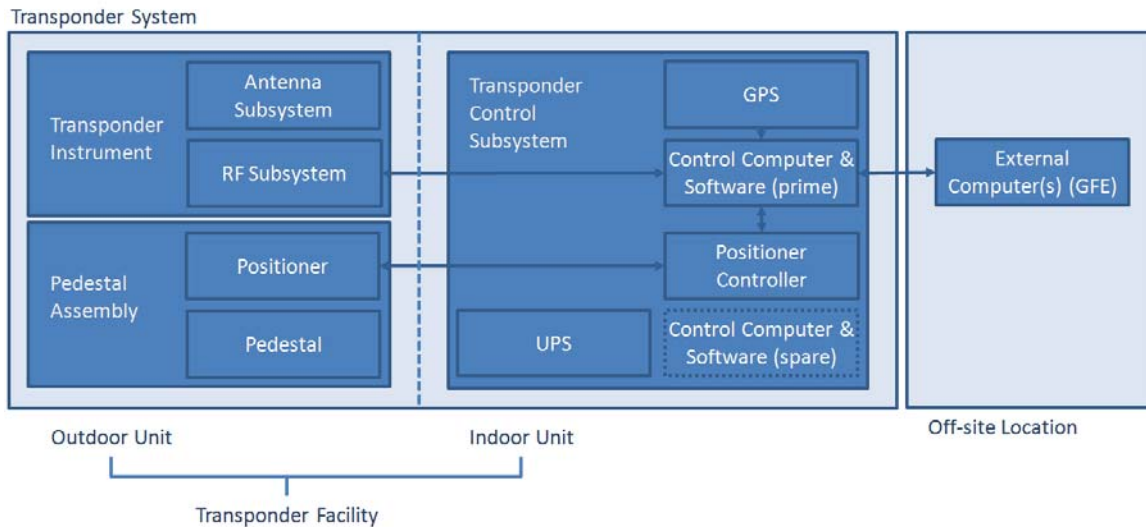 Transponder System
Transponder
Instrument
Antenna
Subsystem
RF Subsystem
Pedestal
Assembly
Positioner
Pedestal
Transponder
Control
Subsystem
GPS
Control Computer &
Software (prime)
Positioner
Controller
UPS
Control Computer &
Software (spare)
External
Computer(s) (GFE)
Outdoor Unit
Indoor Unit
Off-site Location
Transponder Facility